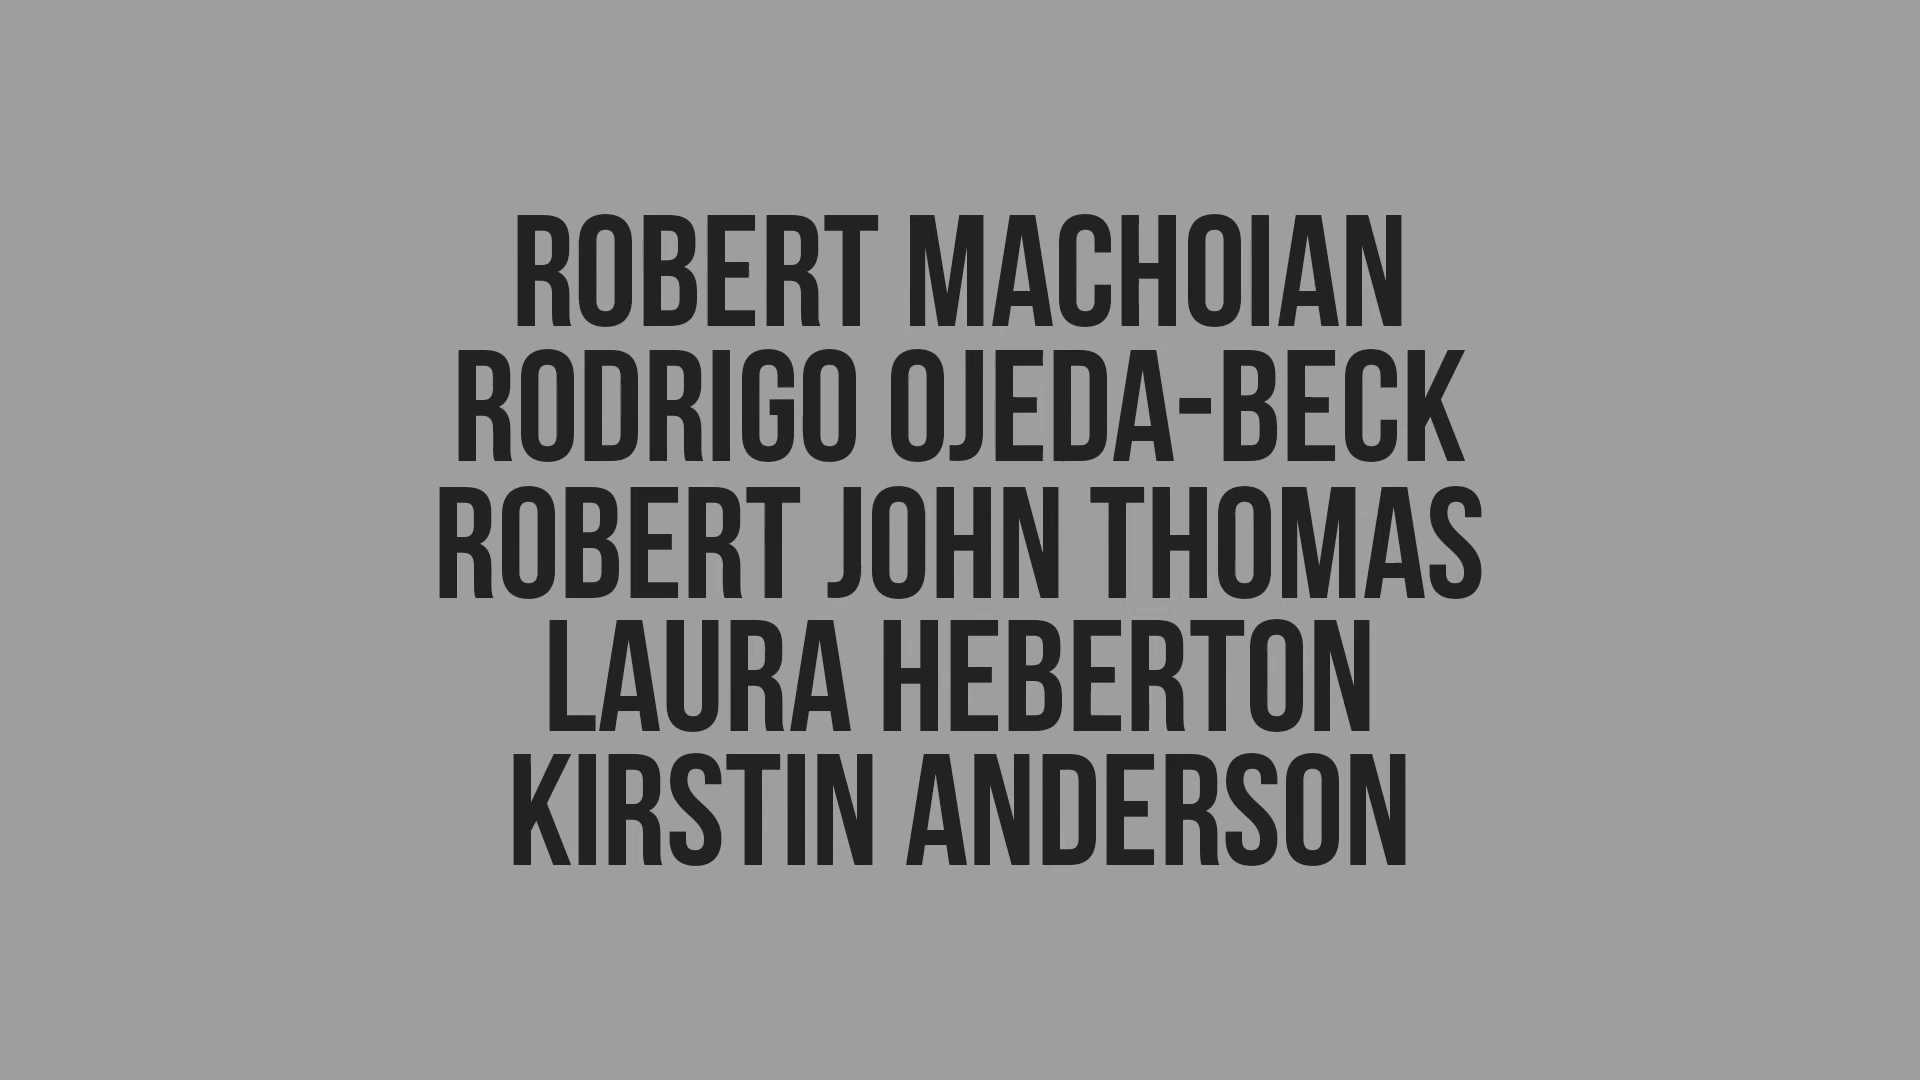 ROBERT MACHOIAN
RODRIGO OJEDA-BECK
ROBERT JOHN THOMAS
LAURA HEBERTON
KIRSTIN ANDERSON